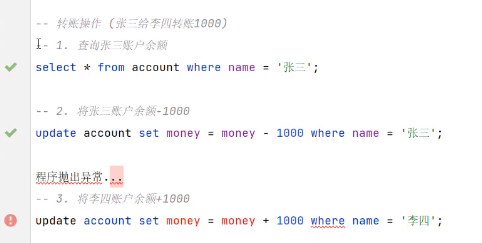 -- 转账操作 (张三给李四转账1000)
-- 1. 查询张三账户余额
select * from account where name = '张三';
-- 2. 将张三账户余额-1000
update account set money = money - 1000 where name = '张三';
程序抛出异常...
-- 3. 将李四账户余额+1000
update account set money = money + 1000 where name = '李四';